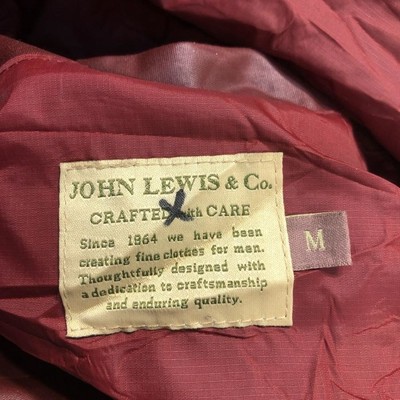 JOHN LEWIS & Co.
CRAFTED with CARE
Since 1864 we have been
creating fine clothes for men.
Thoughtfully designed with
a dedication to craftsmanship
and enduring quality.
M